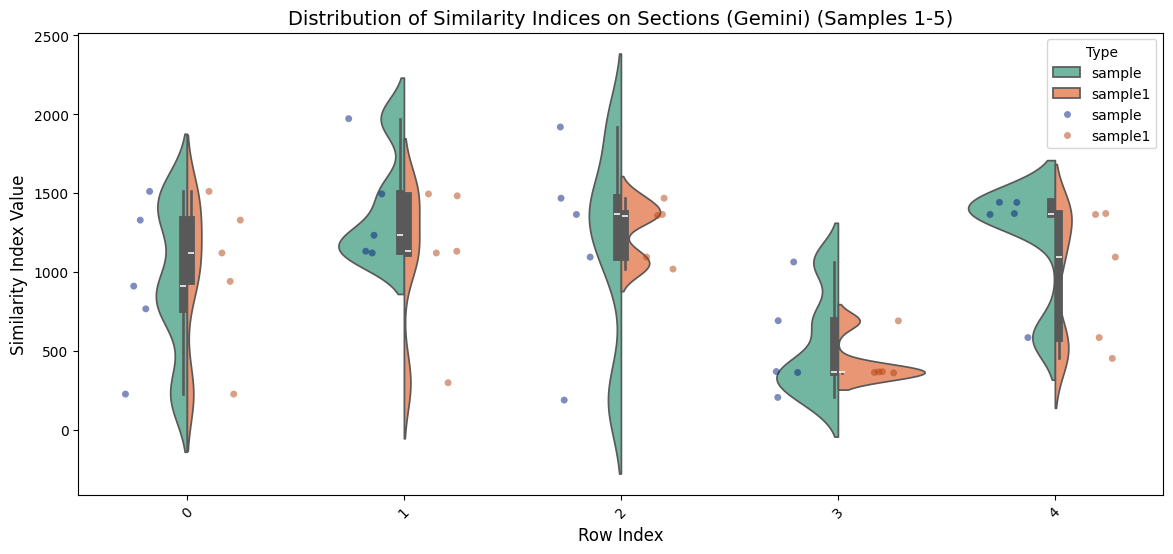 Distribution of Similarity Indices on Sections (Gemini) (Samples 1-5)
Similarity Index Value
2500
2000
1500
1000
500
0
0
1
2
3
4
Row Index
Type
sample
sample1
sample
sample1